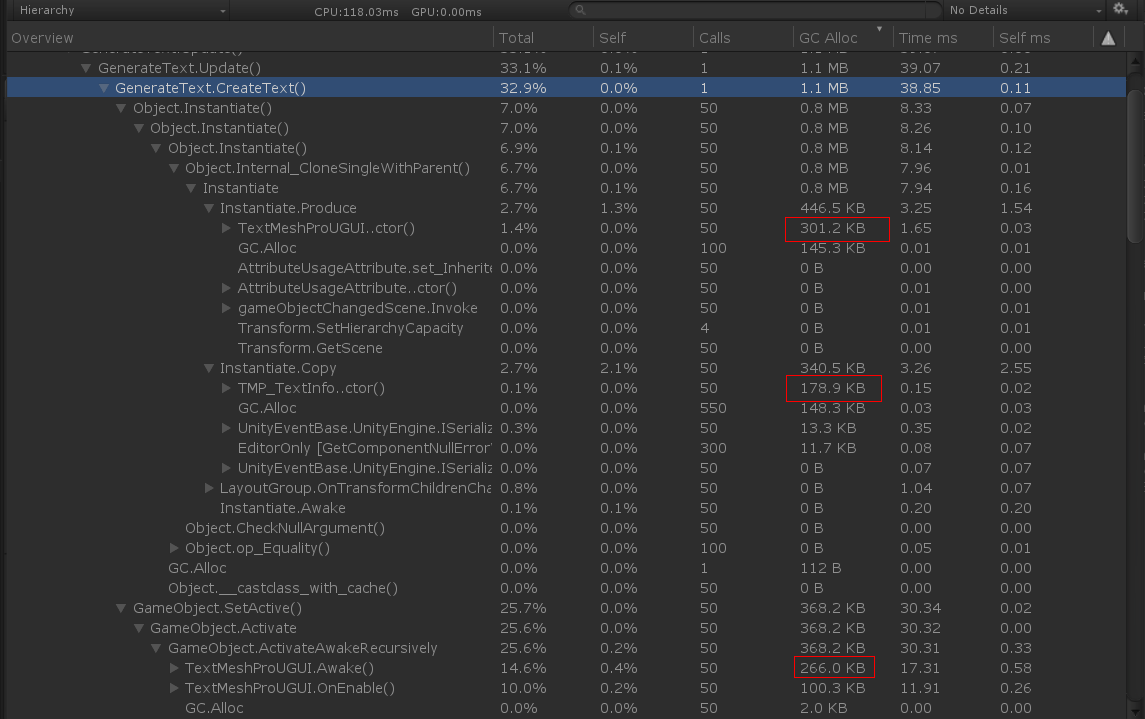 Hierarchy CPU:118.03ms GPU:0.00ms No Details
Overview Total Self Calls GC Alloc Time ms Self ms
GenerateText.Update() 33.1% 0.1% 1 1.1 MB 39.07 0.21
GenerateText.CreateText() 32.9% 0.0% 1 1.1 MB 38.85 0.11
Object.Instantiate() 7.0% 0.0% 50 0.8 MB 8.33 0.07
Object.Instantiate() 7.0% 0.0% 50 0.8 MB 8.26 0.10
Object.Instantiate() 6.9% 0.1% 50 0.8 MB 8.14 0.12
Object.Internal_CloneSingleWithParent() 6.7% 0.0% 50 0.8 MB 7.96 0.01
Instantiate 6.7% 0.1% 50 0.8 MB 7.94 0.16
Instantiate.Produce 2.7% 1.3% 50 446.5 KB 3.25 1.54
TextMeshProUGUI..ctor() 1.4% 0.0% 50 301.2 KB 1.65 0.03
GC.Alloc 0.0% 0.0% 100 145.3 KB 0.01 0.01
AttributeUsageAttribute.set_Inherite 0.0% 0.0% 50 0 B 0.00 0.00
AttributeUsageAttribute..ctor() 0.0% 0.0% 50 0 B 0.01 0.00
gameObjectChangedScene.Invoke 0.0% 0.0% 50 0 B 0.01 0.01
Transform.SetHierarchyCapacity 0.0% 0.0% 4 0 B 0.01 0.01
Transform.GetScene 0.0% 0.0% 50 0 B 0.00 0.00
Instantiate.Copy 2.7% 2.1% 50 340.5 KB 3.26 2.55
TMP_TextInfo..ctor() 0.1% 0.0% 50 178.9 KB 0.15 0.02
GC.Alloc 0.0% 0.0% 550 148.3 KB 0.03 0.03
UnityEventBase.UnityEngine.ISerializ 0.3% 0.0% 50 13.3 KB 0.35 0.02
EditorOnly [GetComponentNullError 0.0% 0.0% 300 11.7 KB 0.08 0.07
UnityEventBase.UnityEngine.ISerializ 0.0% 0.0% 50 0 B 0.07 0.07
LayoutGroup.OnTransformChildrenCha 0.8% 0.0% 50 0 B 1.04 0.07
Instantiate.Awake 0.1% 0.1% 50 0 B 0.20 0.20
Object.CheckNullArgument() 0.0% 0.0% 50 0 B 0.00 0.00
Object.op_Equality() 0.0% 0.0% 100 0 B 0.05 0.01
GC.Alloc 0.0% 0.0% 1 112 B 0.00 0.00
Object.__castclass_with_cache() 0.0% 0.0% 50 0 B 0.00 0.00
GameObject.SetActive() 25.7% 0.0% 50 368.2 KB 30.34 0.02
GameObject.Activate 25.6% 0.0% 50 368.2 KB 30.32 0.00
GameObject.ActivateAwakeRecursively 25.6% 0.2% 50 368.2 KB 30.31 0.33
TextMeshProUGUI.Awake() 14.6% 0.4% 50 266.0 KB 17.31 0.58
TextMeshProUGUI.OnEnable() 10.0% 0.2% 50 100.3 KB 11.91 0.26
GC.Alloc 0.0% 0.0% 50 2.0 KB 0.00 0.00